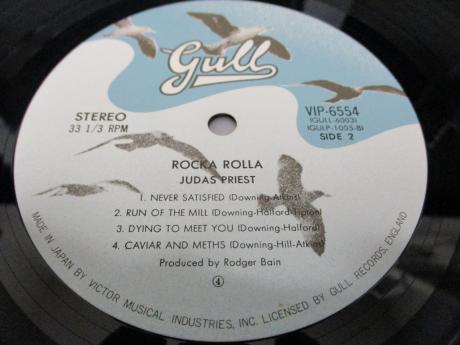 Gull
STEREO
33 1/3 RPM
VIP-6554
(GULL-6003)
(GULP-1005-B)
SIDE 2
ROCKA ROLLA
JUDAS PRIEST
1. NEVER SATISFIED (Downing-Atkins)
2. RUN OF THE MILL (Downing-Halford-Tipton)
3. DYING TO MEET YOU (Downing-Halford)
4. CAVIAR AND METHS (Downing-Hill-Atkins)
Produced by Rodger Bain
4
MADE IN JAPAN BY VICTOR MUSICAL INDUSTRIES, INC. LICENSED BY GULL RECORDS, ENGLAND